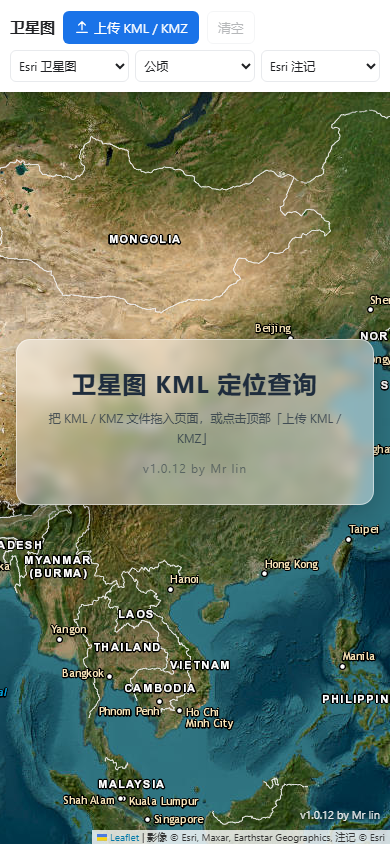 卫星图 上传 KML / KMZ 清空
Esri 卫星图 公顷 Esri 注记
MONGOLIA
Beijing
卫星图 KML 定位查询
把 KML / KMZ 文件拖入页面，或点击顶部「上传 KML /
KMZ」
v1.0.12 by Mr lin
Taipei
MYANMAR
(BURMA)
Hong Kong
Hanoi
LAOS
Yangon
THAILAND
Manila
VIETNAM
Bangkok
CAMBODIA
PHILIPPIN
Phnom Penh
Ho Chi
Minh City
MALAYSIA
Shah Alam
Kuala Lumpur
v1.0.12 by Mr lin
Singapore
Leaflet | 影像 © Esri, Maxar, Earthstar Geographics, 注记 © Esri